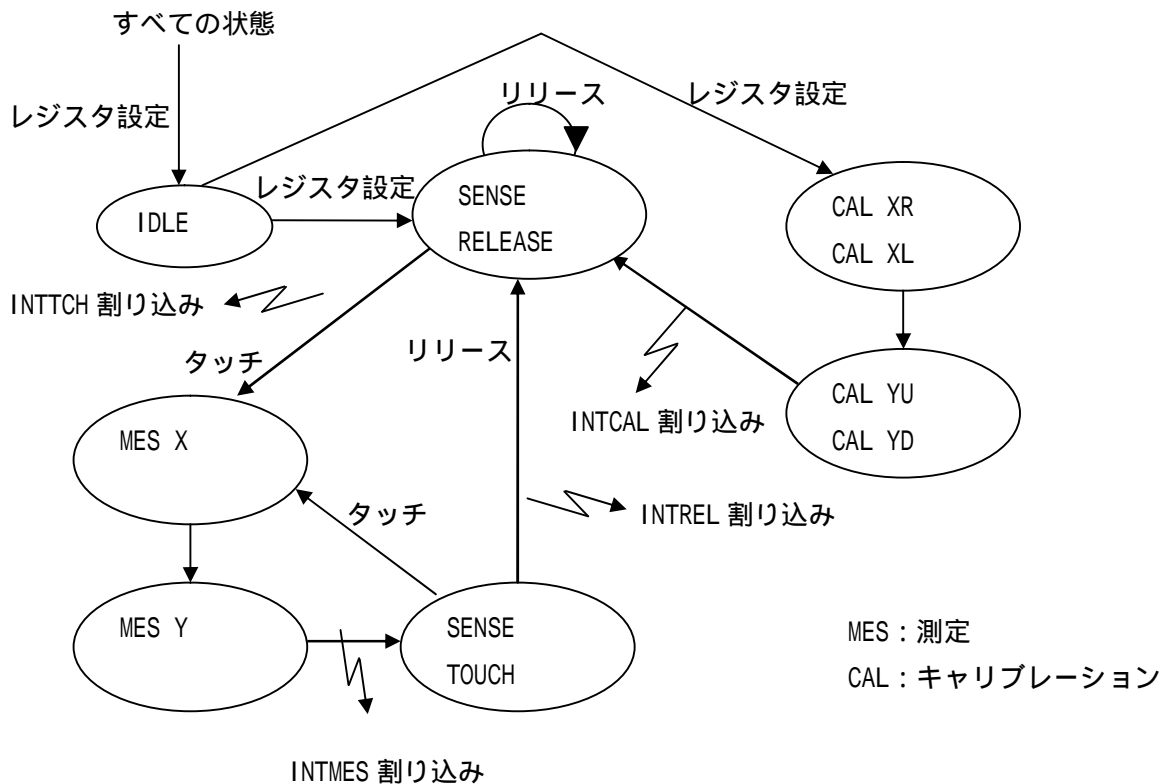 すべての状態
リリース
レジスタ設定
レジスタ設定
レジスタ設定
IDLE
SENSE
RELEASE
CAL XR
CAL XL
INTTCH 割り込み
リリース
タッチ
CAL YU
CAL YD
INTCAL 割り込み
MES X
タッチ
INTREL 割り込み
MES Y
SENSE
TOUCH
MES：測定
CAL：キャリブレーション
INTMES 割り込み